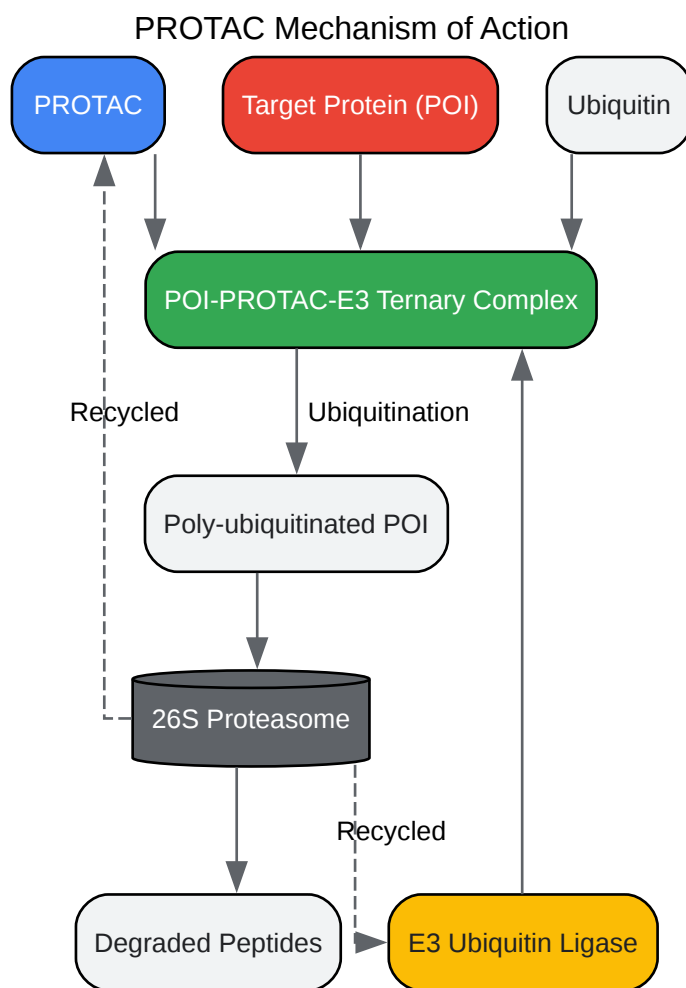 PROTAC Mechanism of Action
PROTAC
Target Protein (POI)
Ubiquitin
POI-PROTAC-E3 Ternary Complex
Recycled
Ubiquitination
Poly-ubiquitinated POI
26S Proteasome
Recycled
Degraded Peptides
E3 Ubiquitin Ligase